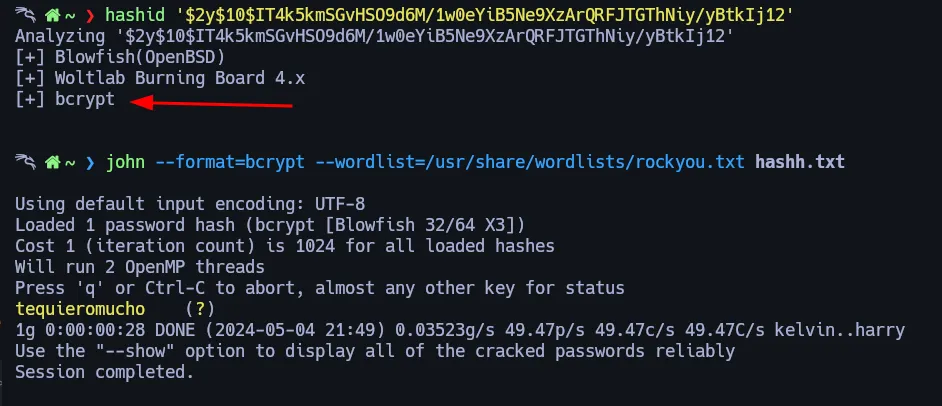 ~ ❯ hashid '$2y$10$IT4k5kmSGvHSO9d6M/1w0eYiB5Ne9XzArQRFJTGThNiy/yBtkIj12'
Analyzing '$2y$10$IT4k5kmSGvHSO9d6M/1w0eYiB5Ne9XzArQRFJTGThNiy/yBtkIj12'
[+] Blowfish(OpenBSD)
[+] Woltlab Burning Board 4.x
[+] bcrypt
~ ❯ john --format=bcrypt --wordlist=/usr/share/wordlists/rockyou.txt hashh.txt
Using default input encoding: UTF-8
Loaded 1 password hash (bcrypt [Blowfish 32/64 X3])
Cost 1 (iteration count) is 1024 for all loaded hashes
Will run 2 OpenMP threads
Press 'q' or Ctrl-C to abort, almost any other key for status
tequieromucho    (?)
1g 0:00:00:28 DONE (2024-05-04 21:49) 0.03523g/s 49.47p/s 49.47c/s 49.47C/s kelvin..harry
Use the "--show" option to display all of the cracked passwords reliably
Session completed.